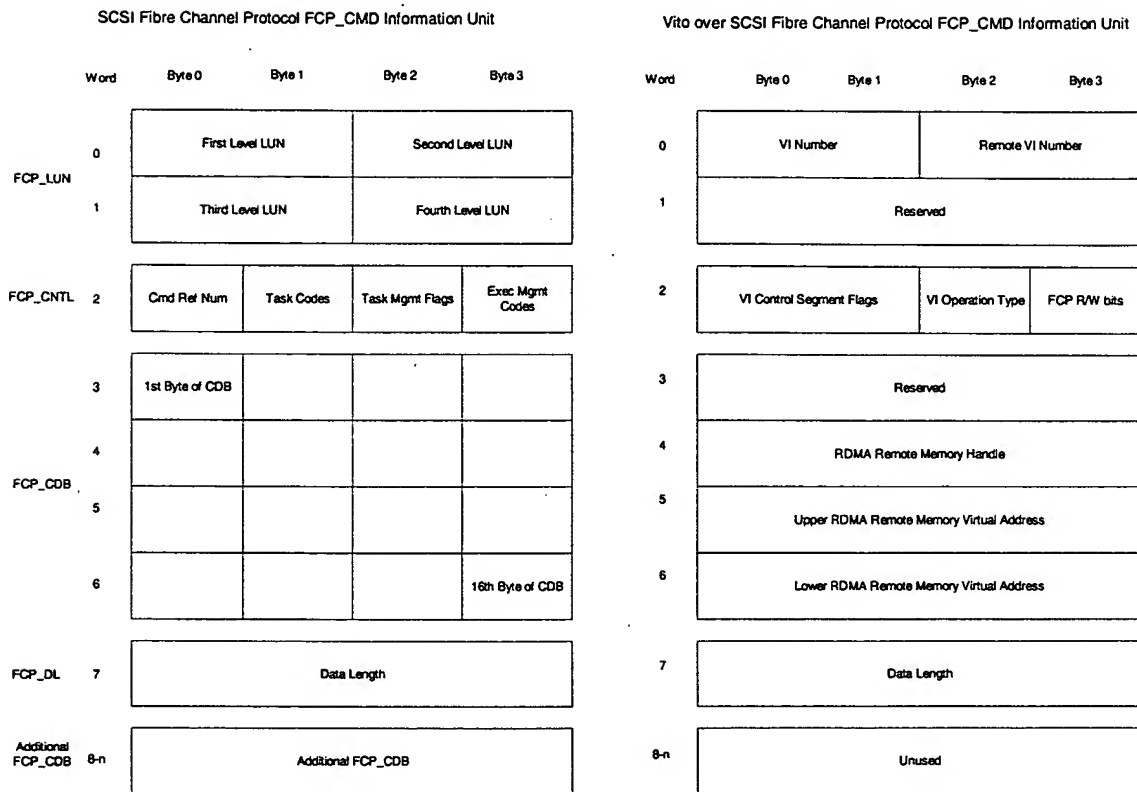 SCSI Fibre Channel Protocol FCP_CMD Information Unit
Word Byte 0 Byte 1 Byte 2 Byte 3
FCP_LUN
0 First Level LUN Second Level LUN
1 Third Level LUN Fourth Level LUN
FCP_CNTL 2 Cmd Ref Num Task Codes Task Mgmt Flags Exec Mgmt
Codes
FCP_CDB
3 1st Byte of CDB
4
5
6 16th Byte of CDB
FCP_DL 7 Data Length
Additional
FCP_CDB 8-n Additional FCP_CDB
Vito over SCSI Fibre Channel Protocol FCP_CMD Information Unit
Word Byte 0 Byte 1 Byte 2 Byte 3
0 VI Number Remote VI Number
1 Reserved
2 VI Control Segment Flags VI Operation Type FCP R/W bits
3 Reserved
4 RDMA Remote Memory Handle
5 Upper RDMA Remote Memory Virtual Address
6 Lower RDMA Remote Memory Virtual Address
7 Data Length
8-n Unused